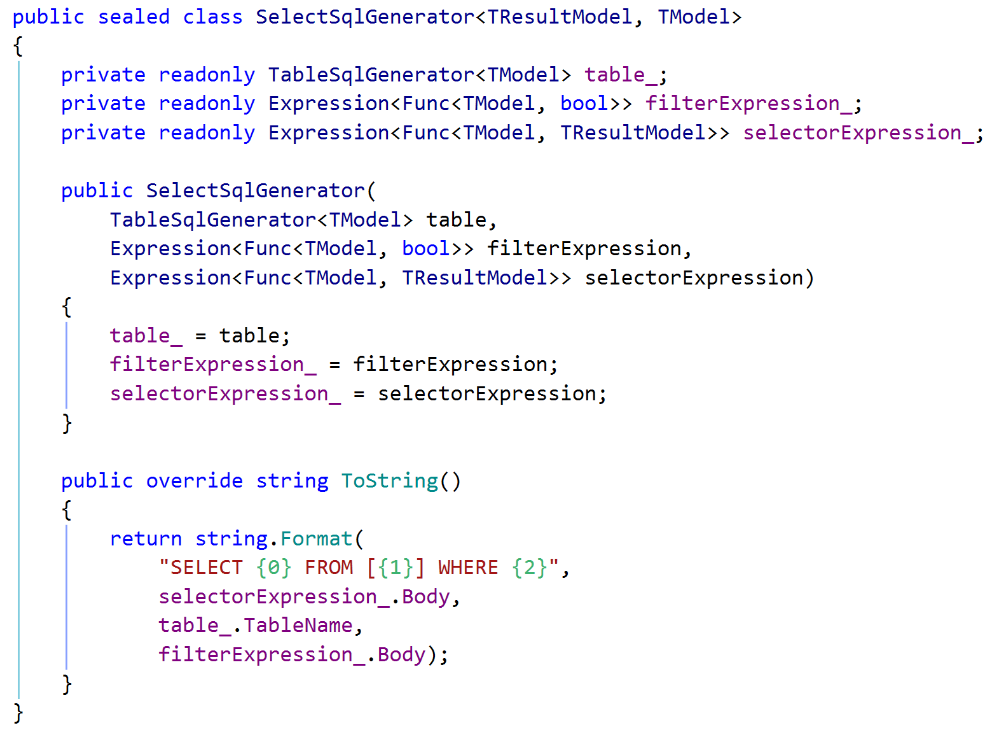 public sealed class SelectSqlGenerator<TResultModel, TModel>
{
    private readonly TableSqlGenerator<TModel> table_;
    private readonly Expression<Func<TModel, bool>> filterExpression_;
    private readonly Expression<Func<TModel, TResultModel>> selectorExpression_;

    public SelectSqlGenerator(
        TableSqlGenerator<TModel> table,
        Expression<Func<TModel, bool>> filterExpression,
        Expression<Func<TModel, TResultModel>> selectorExpression)
    {
        table_ = table;
        filterExpression_ = filterExpression;
        selectorExpression_ = selectorExpression;
    }

    public override string ToString()
    {
        return string.Format(
            "SELECT {0} FROM [{1}] WHERE {2}",
            selectorExpression_.Body,
            table_.TableName,
            filterExpression_.Body);
    }
}